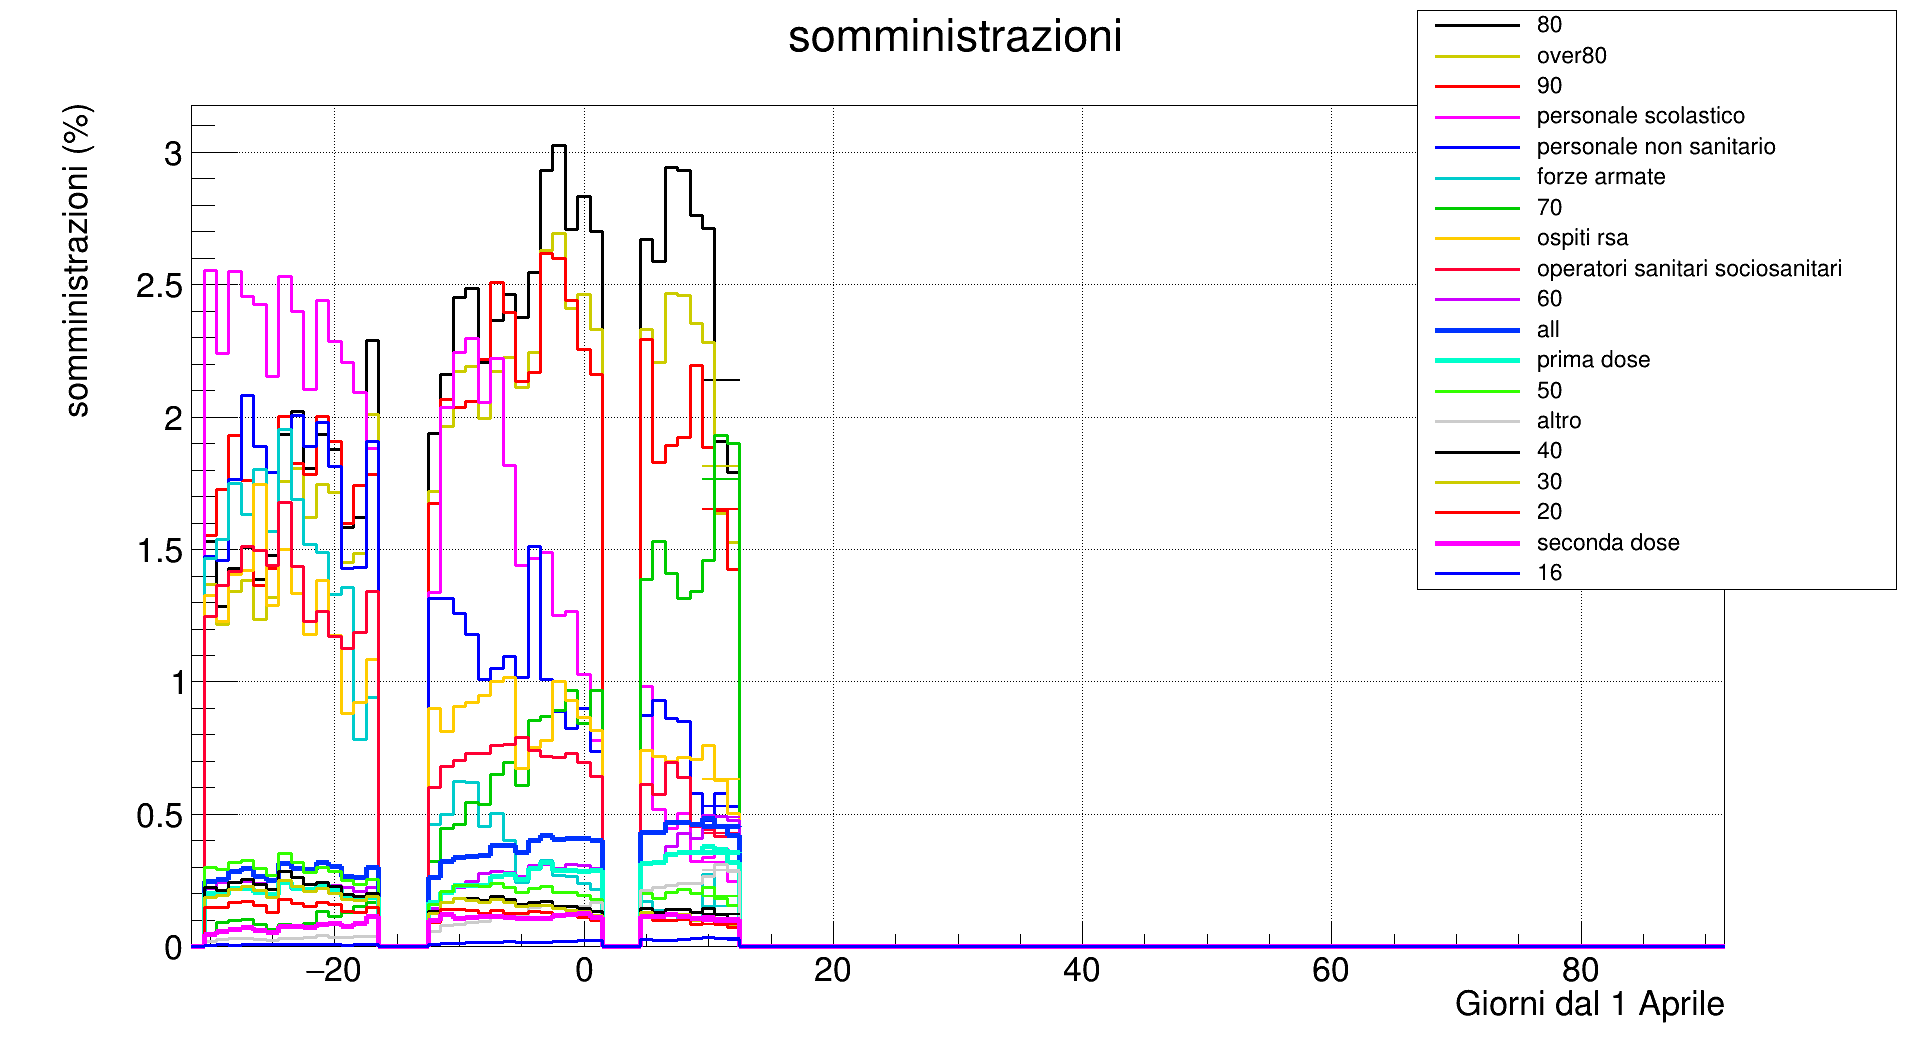 somministrazioni
somministrazioni (%)
3
2.5
2
1.5
1
0.5
0
−20
0
20
40
60
80
Giorni dal 1 Aprile
80
over80
90
personale scolastico
personale non sanitario
forze armate
70
ospiti rsa
operatori sanitari sociosanitari
60
all
prima dose
50
altro
40
30
20
seconda dose
16